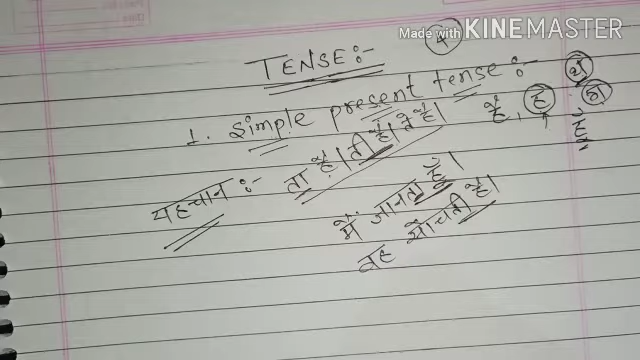 Made with KINEMASTER
TENSE:-
1. Simple present tense:-
पहचान:- ता है। ती है। ते है।
मैं जानता हूँ।
वह सोचती है।